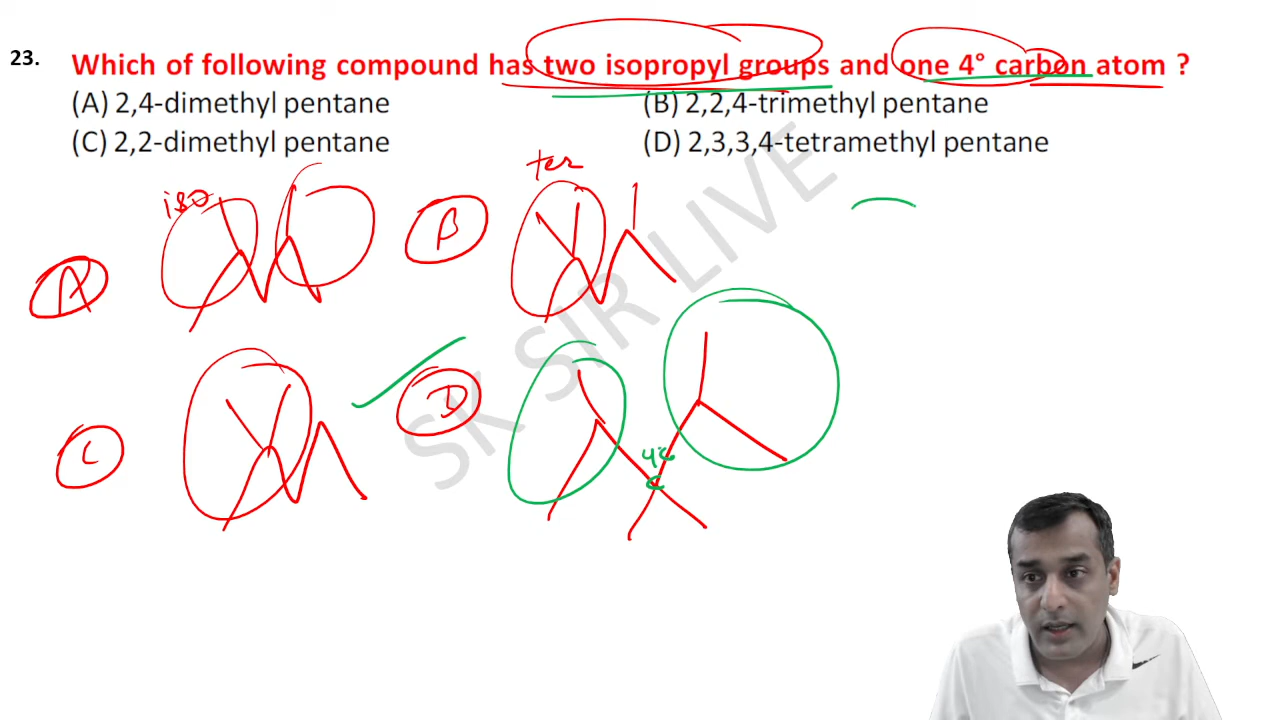 23. Which of following compound has two isopropyl groups and one 4° carbon atom ?
(A) 2,4-dimethyl pentane (B) 2,2,4-trimethyl pentane
(C) 2,2-dimethyl pentane (D) 2,3,3,4-tetramethyl pentane
iso ter
A B
C D
4°C
SK SIR LIVE